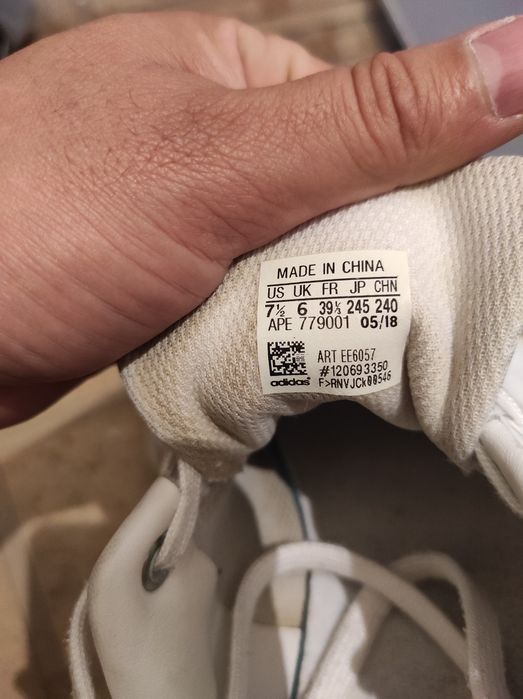 MADE IN CHINA
US UK FR JP CHN
7½ 6 39⅓ 245 240
APE 779001 05/18
ART EE6057
#120693350
adidas F>RNVJCk00546